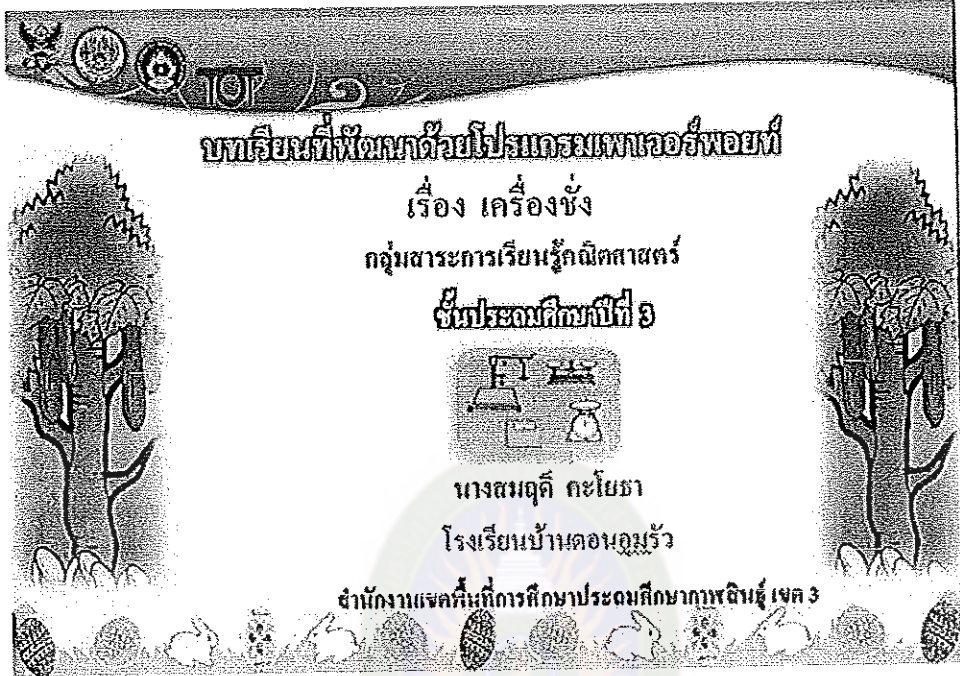 บทเรียนที่พัฒนาด้วยโปรแกรมเพาเวอร์พอยท์
เรื่อง เครื่องชั่ง
กลุ่มสาระการเรียนรู้คณิตศาสตร์
ชั้นประถมศึกษาปีที่ 3
นางสมฤดี คะโยธา
โรงเรียนบ้านดอนอูมรัว
สำนักงานเขตพื้นที่การศึกษาประถมศึกษากาฬสินธุ์ เขต 3